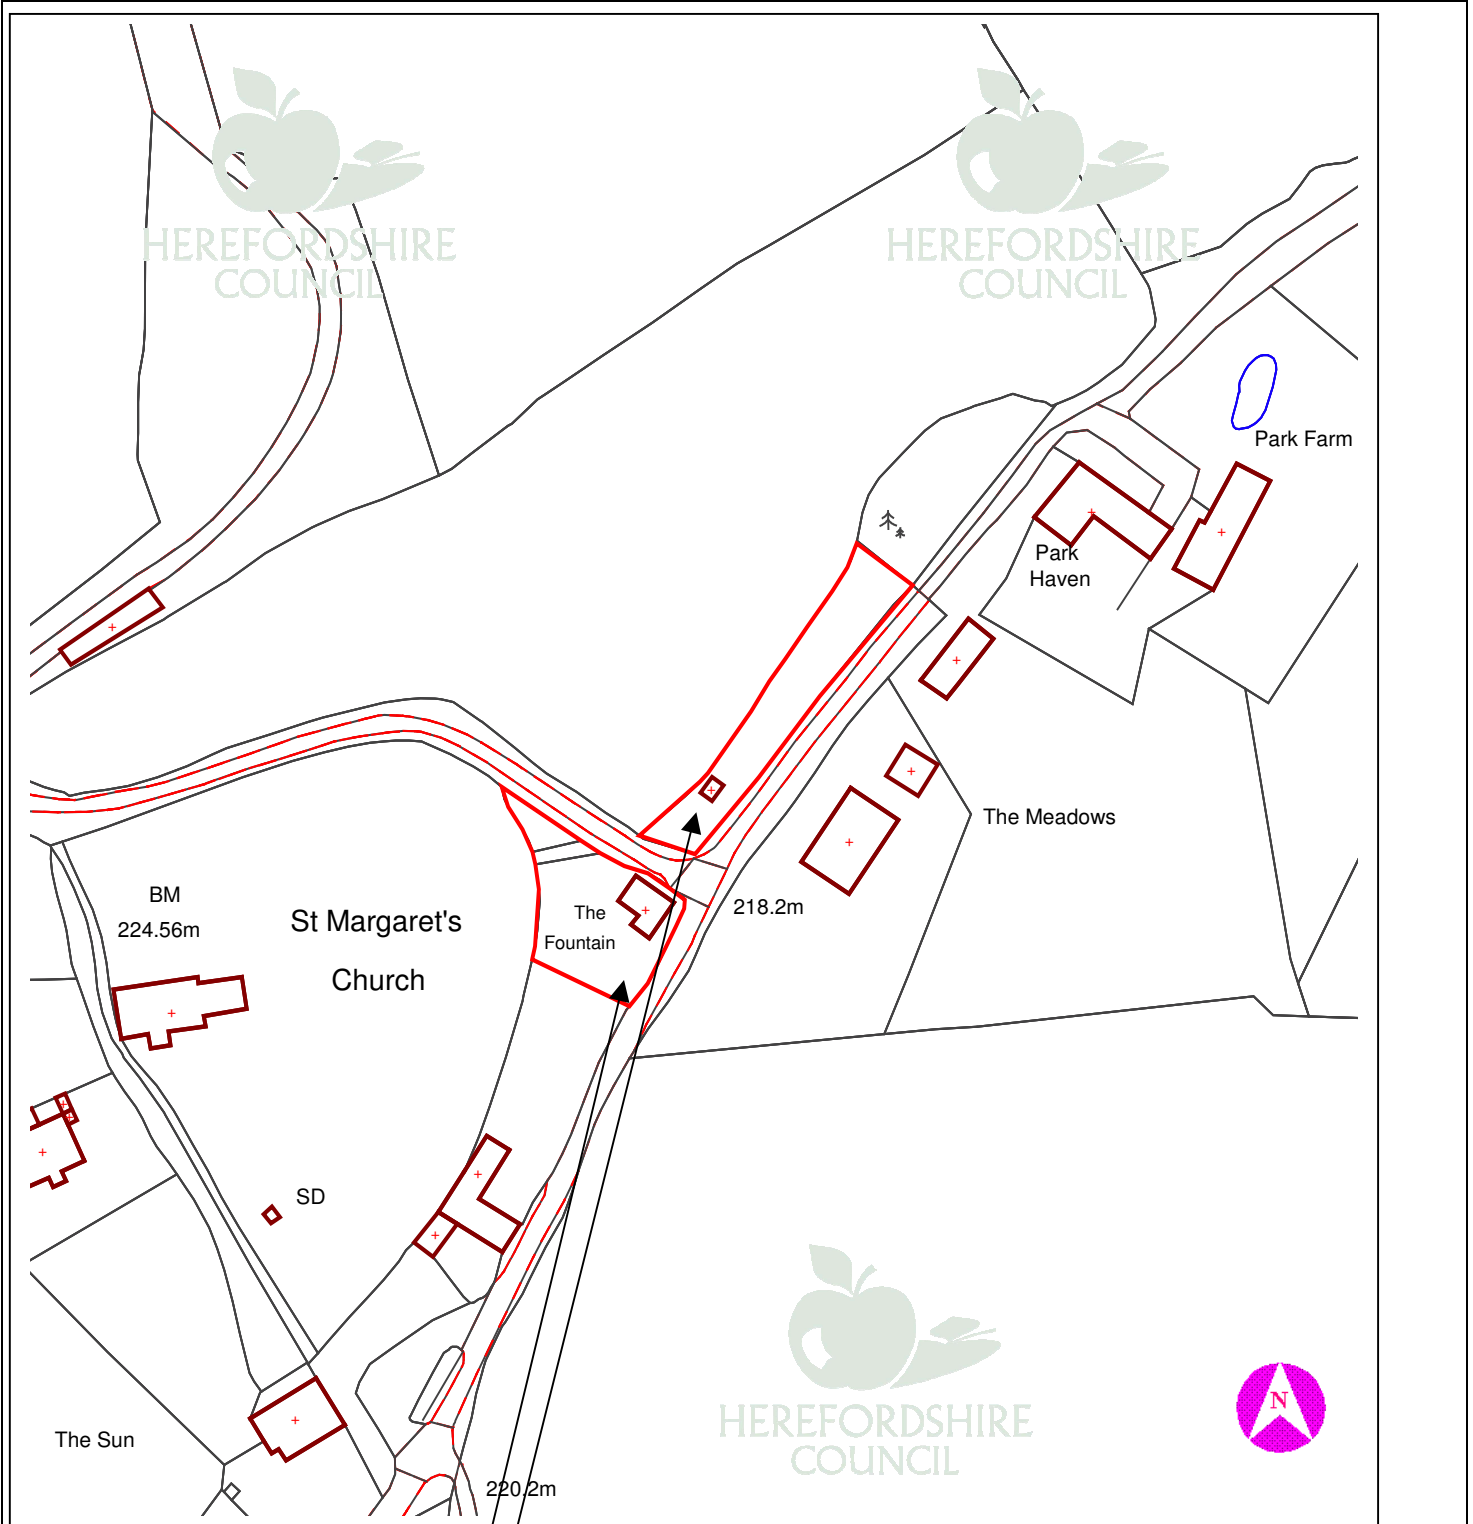 HEREFORDSHIRE
COUNCIL
HEREFORDSHIRE
COUNCIL
Park Farm
Park
Haven
The Meadows
BM
224.56m
St Margaret's
Church
The
Fountain
218.2m
SD
The Sun
220.2m
HEREFORDSHIRE
COUNCIL
N